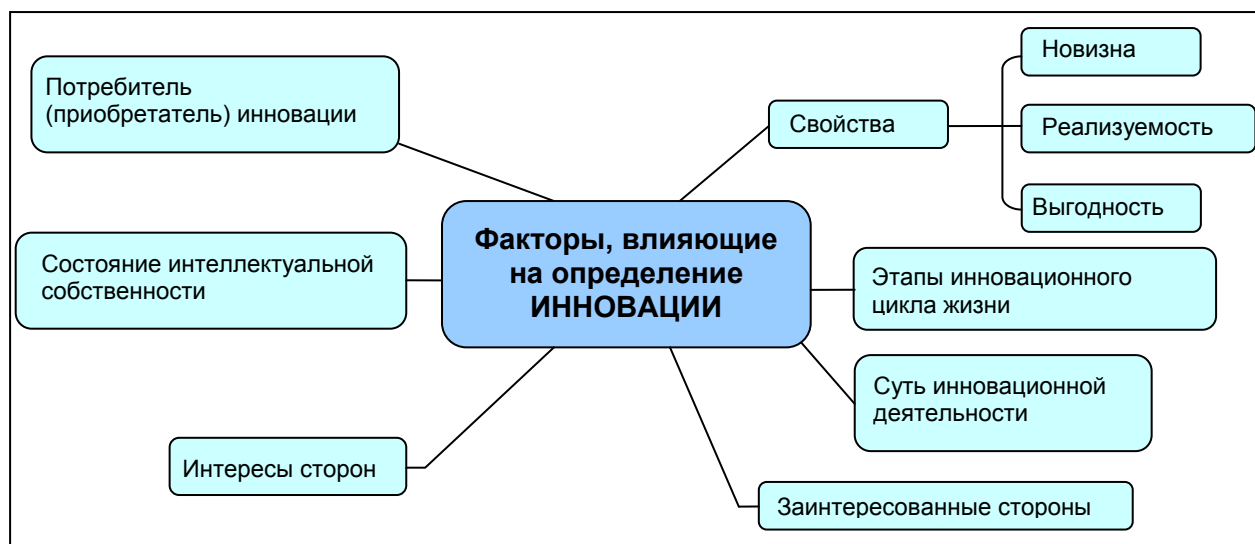 Потребитель
(приобретатель) инновации
Свойства
Новизна
Реализуемость
Выгодность
Факторы, влияющие
на определение
ИННОВАЦИИ
Состояние интеллектуальной
собственности
Этапы инновационного
цикла жизни
Суть инновационной
деятельности
Интересы сторон
Заинтересованные стороны